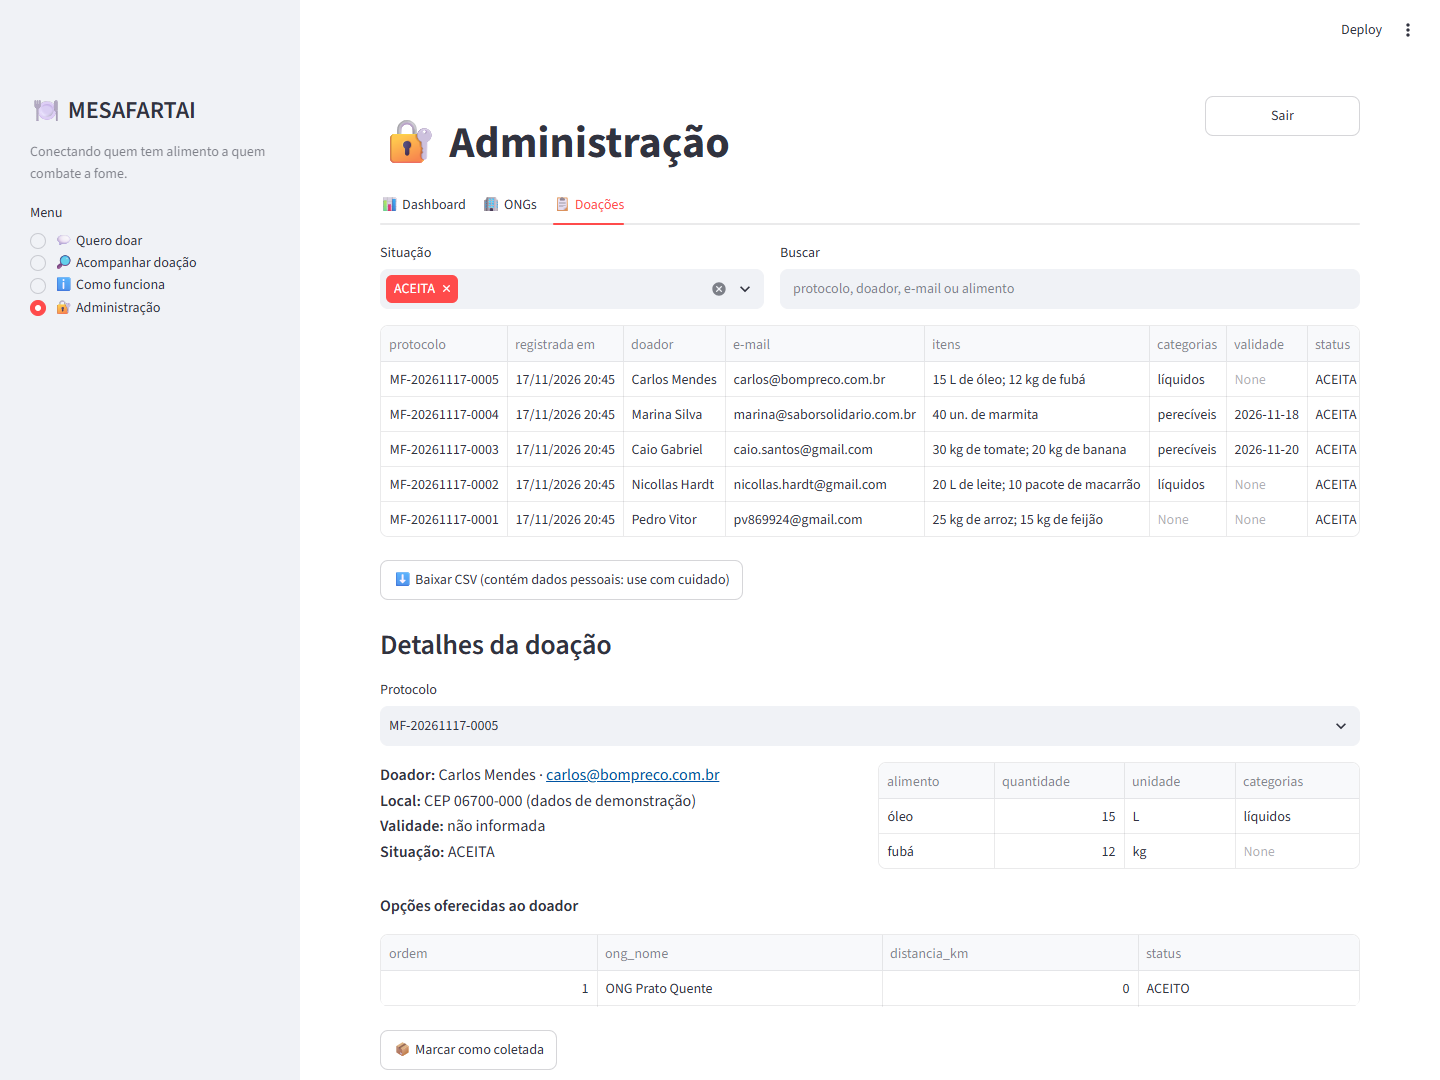 Deploy
MESAFARTAI
Conectando quem tem alimento a quem
combate a fome.
Menu
Quero doar
Acompanhar doação
Como funciona
Administração
Sair
Administração
Dashboard ONGs Doações
Situação Buscar
ACEITA protocolo, doador, e-mail ou alimento
protocolo registrada em doador e-mail itens categorias validade status
MF-20261117-0005 17/11/2026 20:45 Carlos Mendes carlos@bompreco.com.br 15 L de óleo; 12 kg de fubá líquidos None ACEITA
MF-20261117-0004 17/11/2026 20:45 Marina Silva marina@saborsolidario.com.br 40 un. de marmita perecíveis 2026-11-18 ACEITA
MF-20261117-0003 17/11/2026 20:45 Caio Gabriel caio.santos@gmail.com 30 kg de tomate; 20 kg de banana perecíveis 2026-11-20 ACEITA
MF-20261117-0002 17/11/2026 20:45 Nicollas Hardt nicollas.hardt@gmail.com 20 L de leite; 10 pacote de macarrão líquidos None ACEITA
MF-20261117-0001 17/11/2026 20:45 Pedro Vitor pv869924@gmail.com 25 kg de arroz; 15 kg de feijão None None ACEITA
Baixar CSV (contém dados pessoais: use com cuidado)
Detalhes da doação
Protocolo
MF-20261117-0005
Doador: Carlos Mendes · carlos@bompreco.com.br
Local: CEP 06700-000 (dados de demonstração)
Validade: não informada
Situação: ACEITA
alimento quantidade unidade categorias
óleo 15 L líquidos
fubá 12 kg None
Opções oferecidas ao doador
ordem ong_nome distancia_km status
1 ONG Prato Quente 0 ACEITO
Marcar como coletada